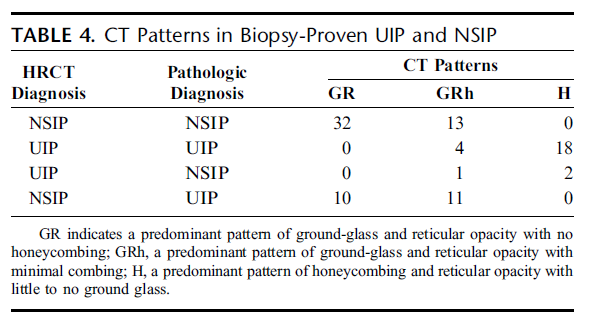 TABLE 4. CT Patterns in Biopsy-Proven UIP and NSIP
HRCT Diagnosis Pathologic Diagnosis CT Patterns
GR GRh H
NSIP NSIP 32 13 0
UIP UIP 0 4 18
UIP NSIP 0 1 2
NSIP UIP 10 11 0
GR indicates a predominant pattern of ground-glass and reticular opacity with no
honeycombing; GRh, a predominant pattern of ground-glass and reticular opacity with
minimal combing; H, a predominant pattern of honeycombing and reticular opacity with
little to no ground glass.